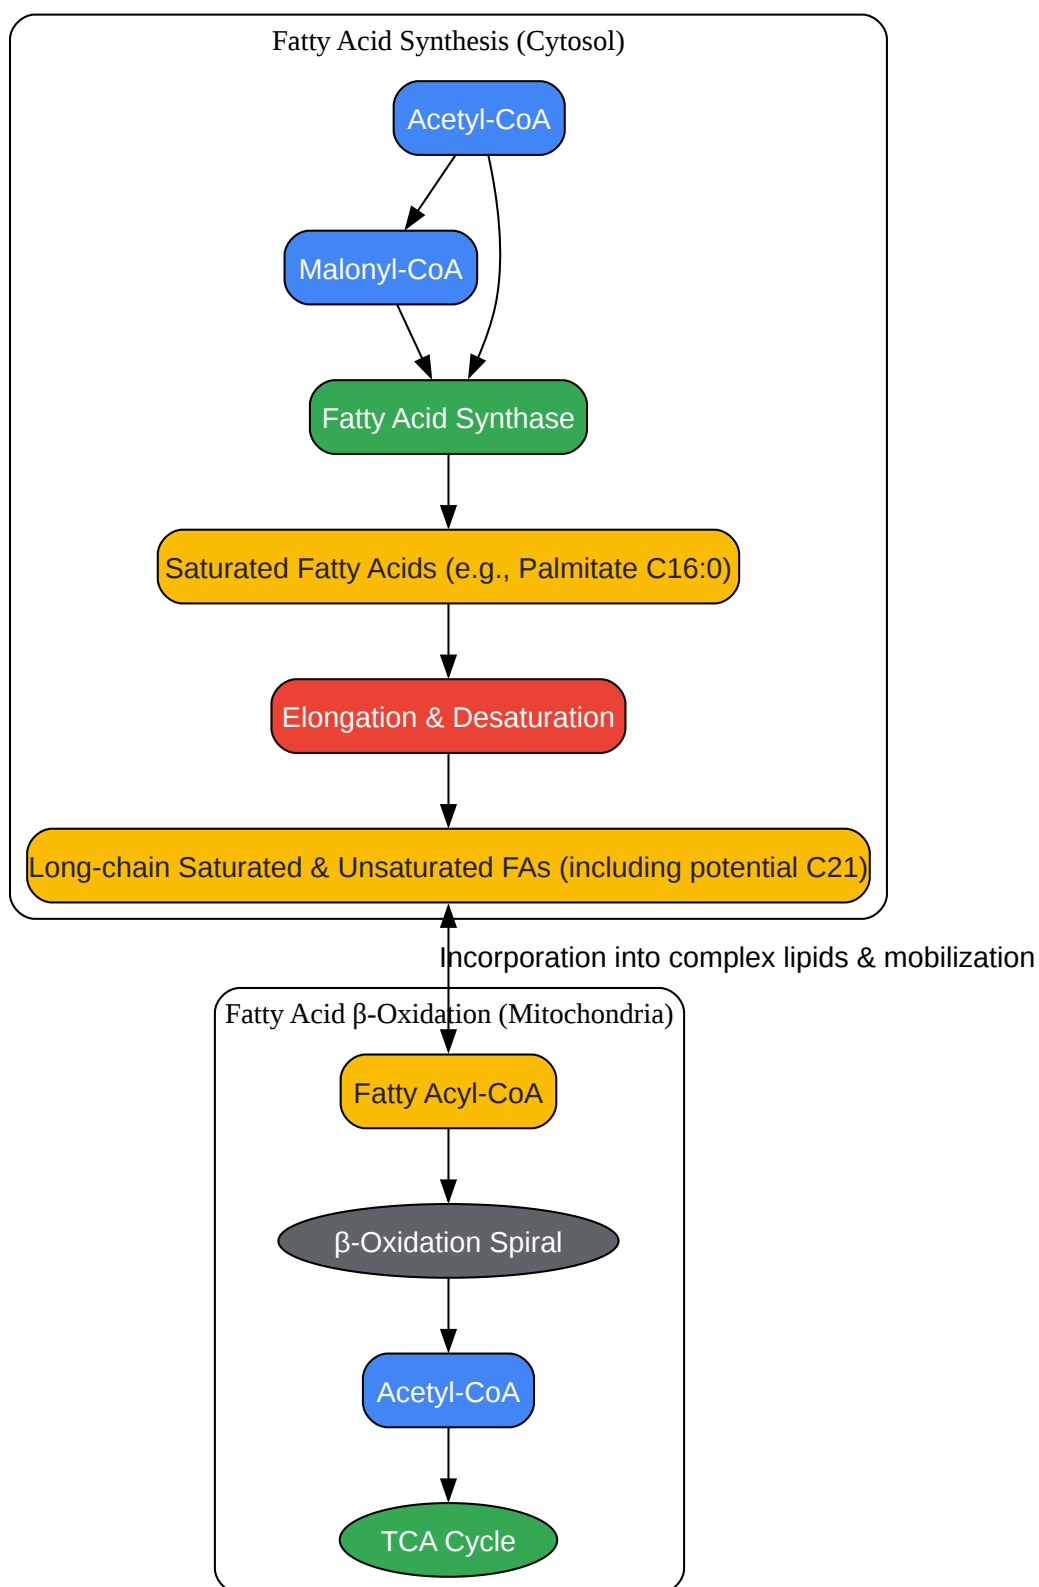 Fatty Acid Synthesis (Cytosol)
Acetyl-CoA
Malonyl-CoA
Fatty Acid Synthase
Saturated Fatty Acids (e.g., Palmitate C16:0)
Elongation & Desaturation
Long-chain Saturated & Unsaturated FAs (including potential C21)
Incorporation into complex lipids & mobilization
Fatty Acid β-Oxidation (Mitochondria)
Fatty Acyl-CoA
β-Oxidation Spiral
Acetyl-CoA
TCA Cycle